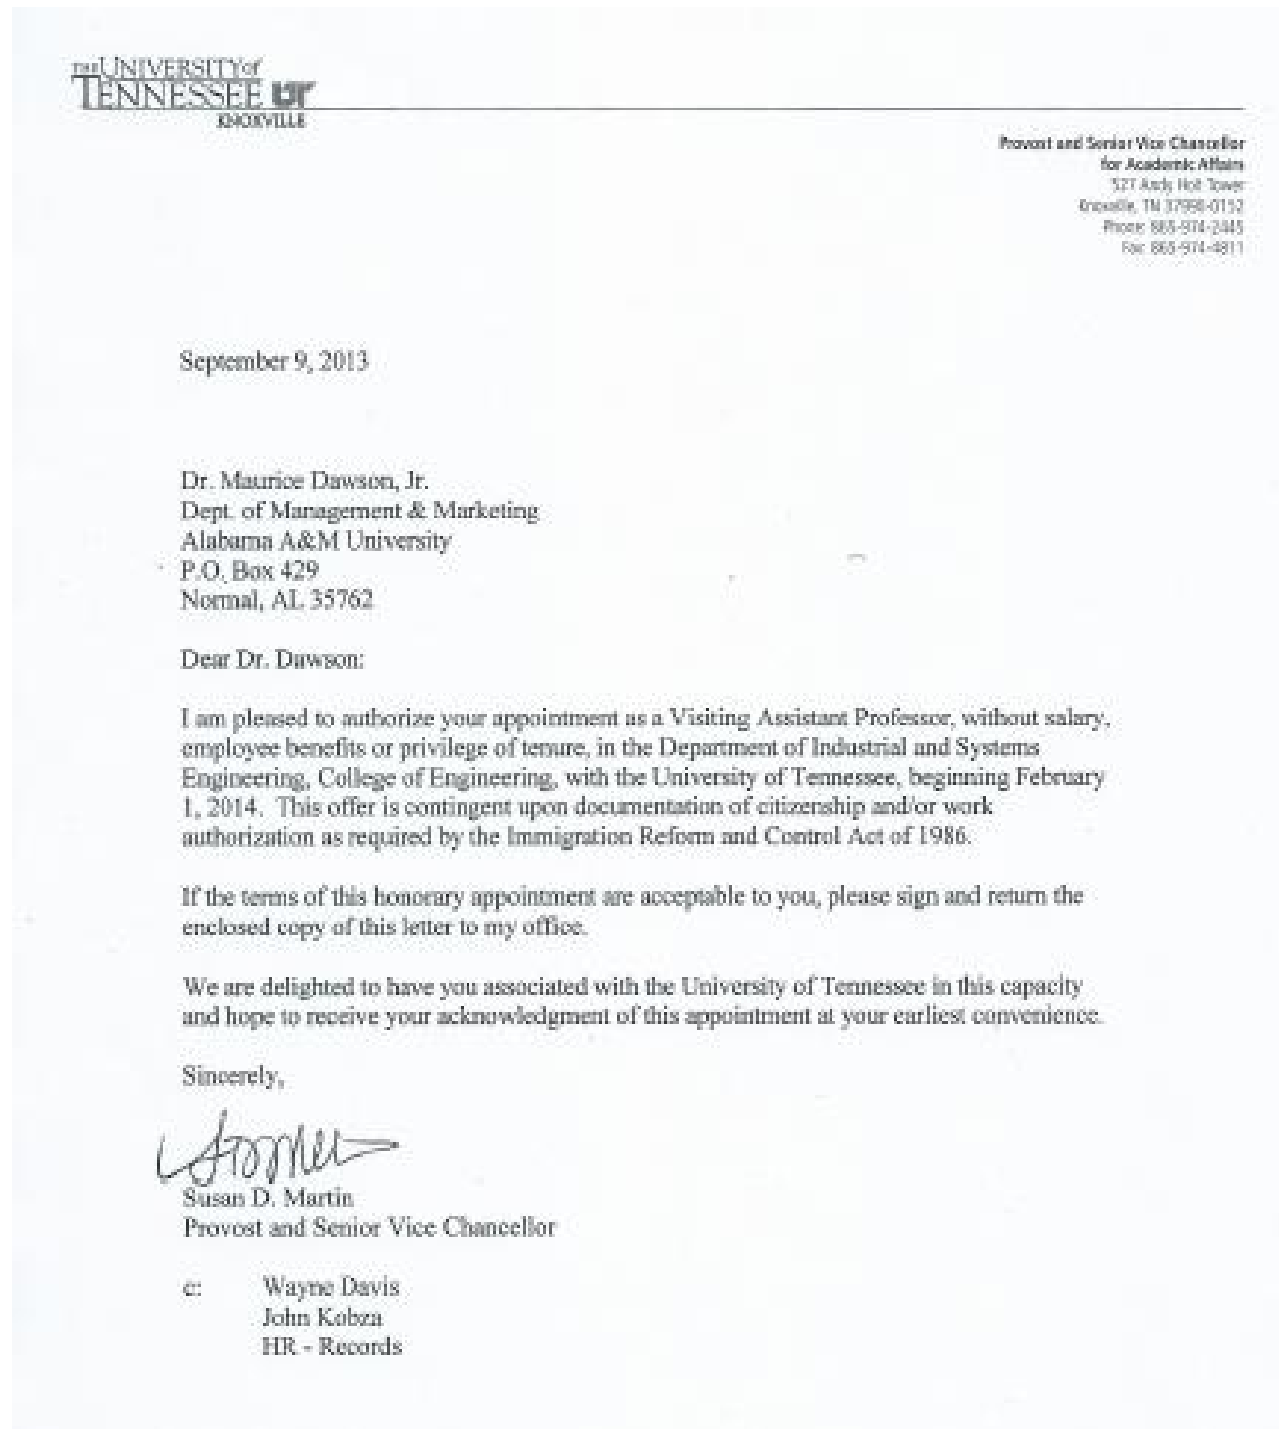 THE UNIVERSITY of
TENNESSEE UT
KNOXVILLE
Provost and Senior Vice Chancellor
for Academic Affairs
527 Andy Holt Tower
Knoxville, TN 37996-0152
Phone: 865-974-2445
Fax: 865-974-4811
September 9, 2013
Dr. Maurice Dawson, Jr.
Dept. of Management & Marketing
Alabama A&M University
P.O. Box 429
Normal, AL 35762
Dear Dr. Dawson:
I am pleased to authorize your appointment as a Visiting Assistant Professor, without salary,
employee benefits or privilege of tenure, in the Department of Industrial and Systems
Engineering, College of Engineering, with the University of Tennessee, beginning February
1, 2014. This offer is contingent upon documentation of citizenship and/or work
authorization as required by the Immigration Reform and Control Act of 1986.
If the terms of this honorary appointment are acceptable to you, please sign and return the
enclosed copy of this letter to my office.
We are delighted to have you associated with the University of Tennessee in this capacity
and hope to receive your acknowledgment of this appointment at your earliest convenience.
Sincerely,
Susan D. Martin
Provost and Senior Vice Chancellor
c: Wayne Davis
John Kobza
HR - Records